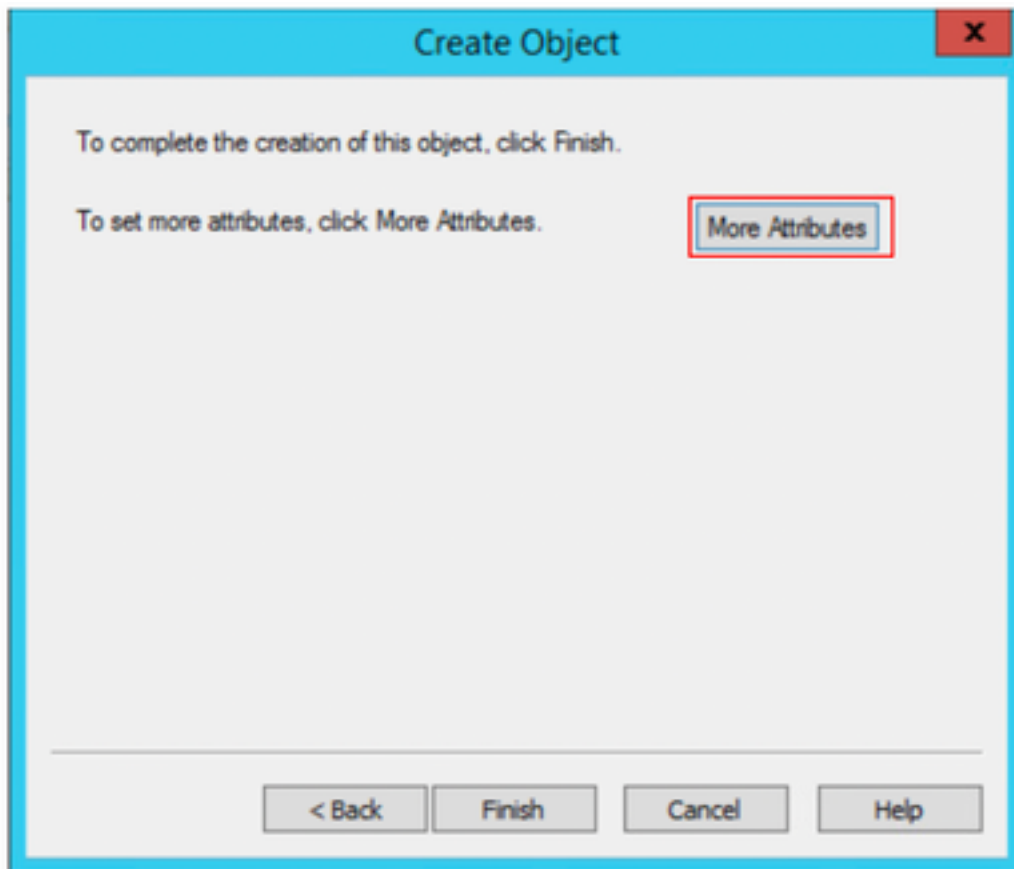 Create Object
x
To complete the creation of this object, click Finish.
To set more attributes, click More Attributes.
More Attributes
< Back
Finish
Cancel
Help